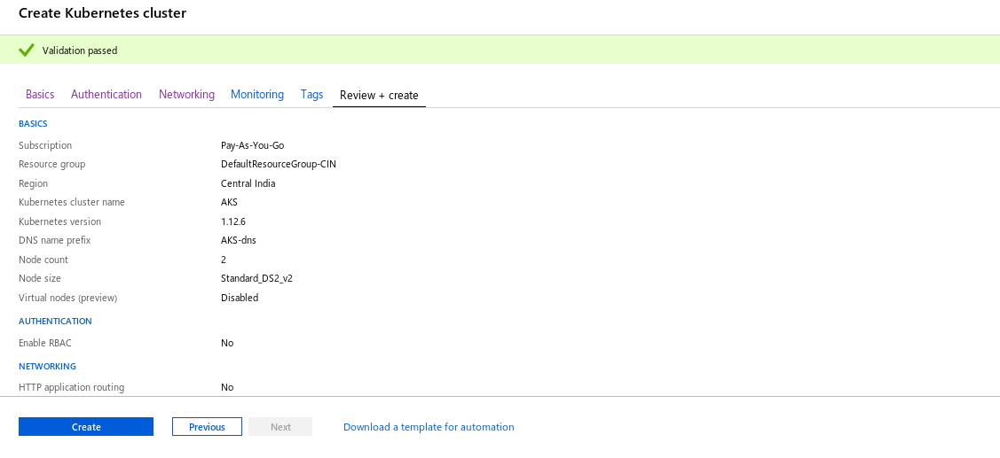 Create Kubernetes cluster
Validation passed
Basics Authentication Networking Monitoring Tags Review + create
BASICS
Subscription Pay-As-You-Go
Resource group DefaultResourceGroup-CIN
Region Central India
Kubernetes cluster name AKS
Kubernetes version 1.12.6
DNS name prefix AKS-dns
Node count 2
Node size Standard_DS2_v2
Virtual nodes (preview) Disabled
AUTHENTICATION
Enable RBAC No
NETWORKING
HTTP application routing No
Create Previous Next Download a template for automation